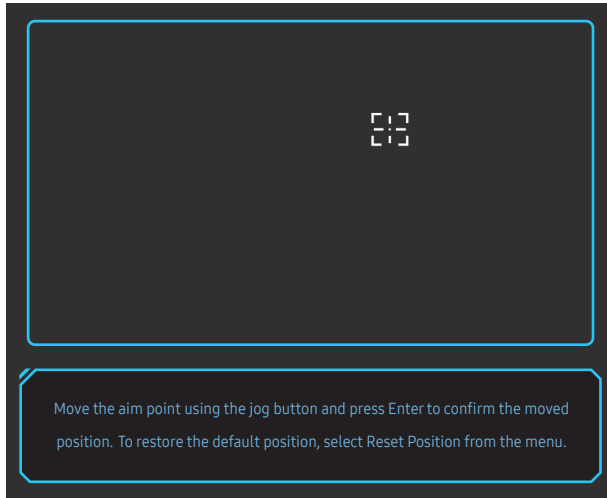 Move the aim point using the jog button and press Enter to confirm the moved
position. To restore the default position, select Reset Position from the menu.